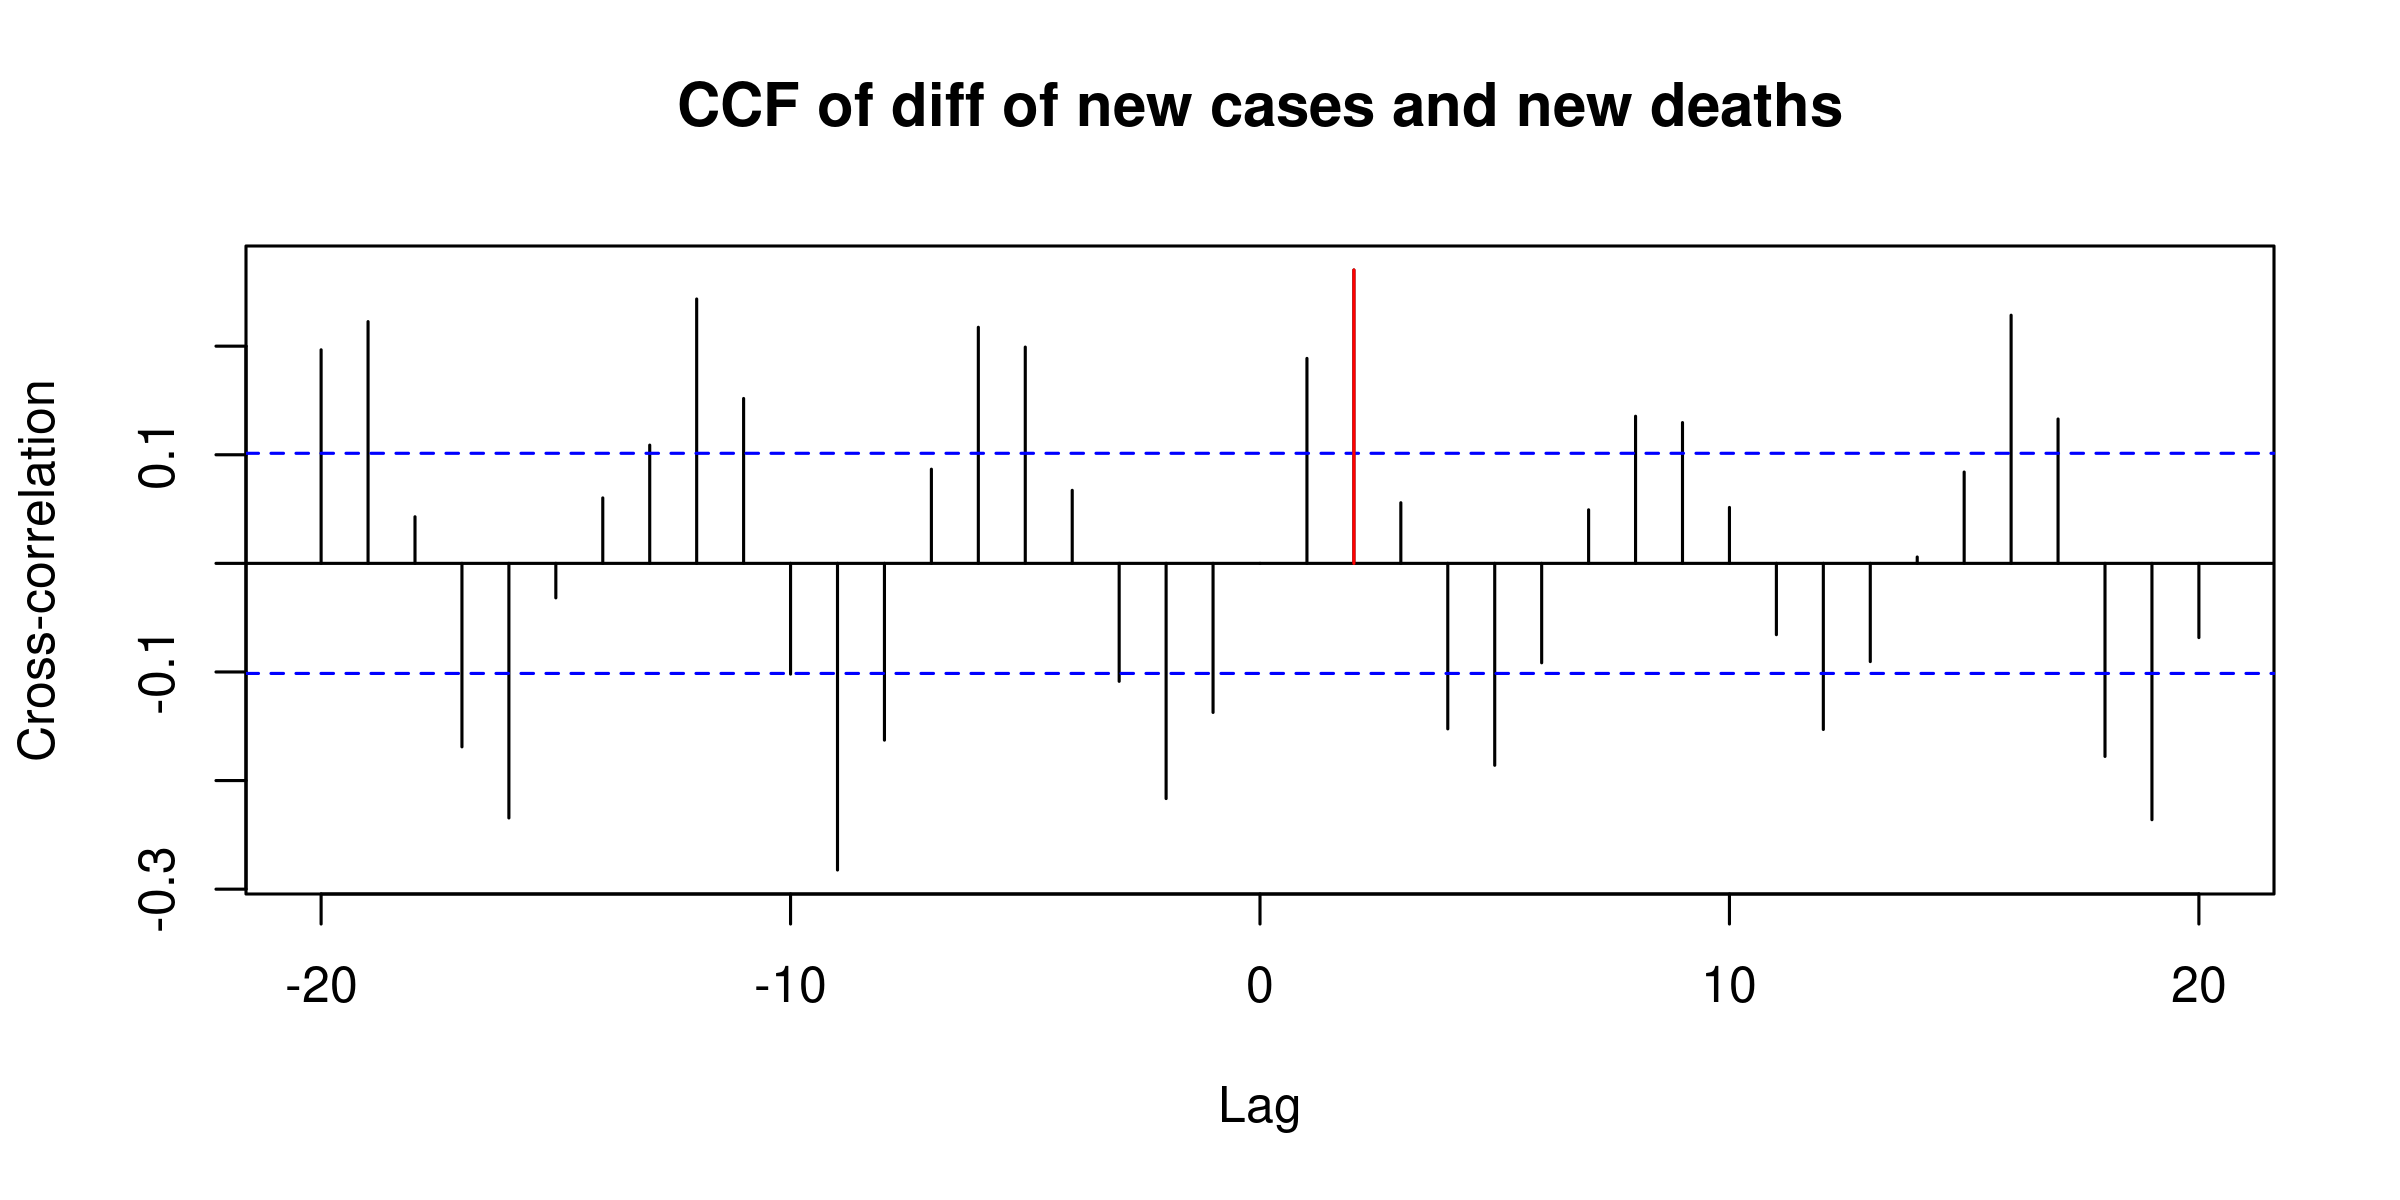 CCF of diff of new cases and new deaths
Cross-correlation
0.1
-0.1
-0.3
-20
-10
0
10
20
Lag